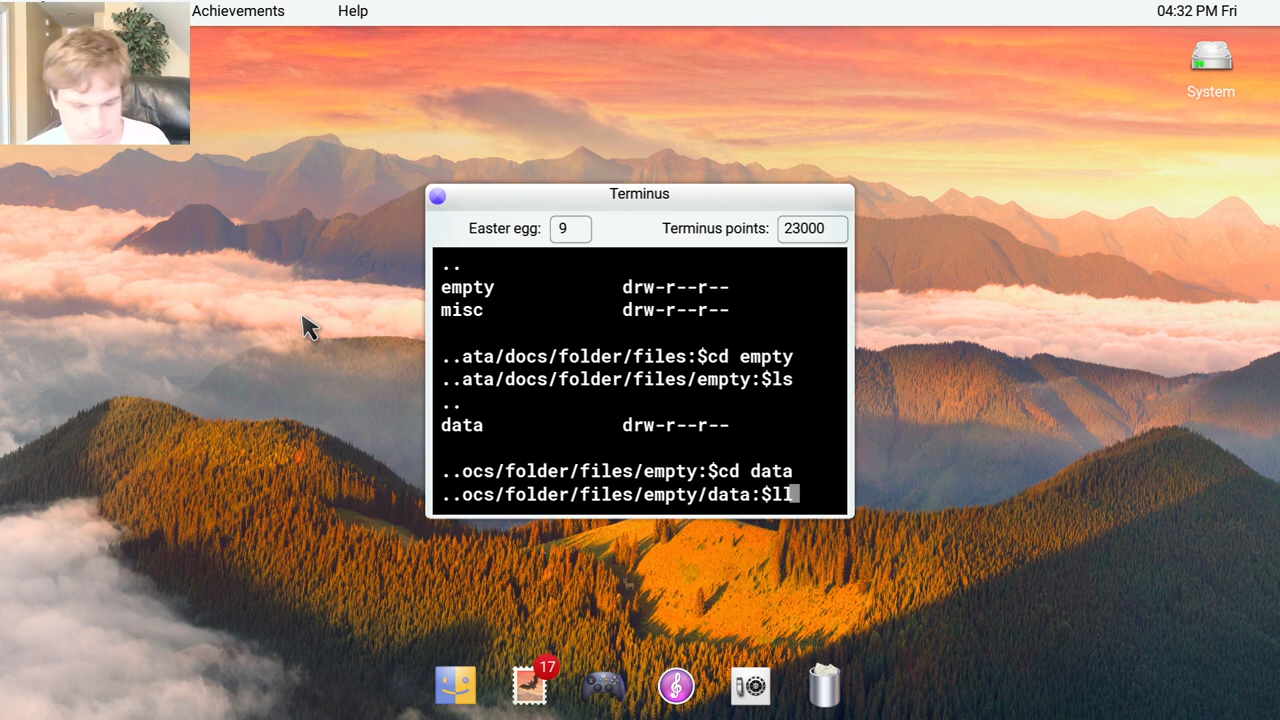 Achievements Help 04:32 PM Fri
System
Terminus
Easter egg: 9 Terminus points: 23000
..
empty drw-r--r--
misc drw-r--r--
..ata/docs/folder/files:$cd empty
..ata/docs/folder/files/empty:$ls
..
data drw-r--r--
..ocs/folder/files/empty:$cd data
..ocs/folder/files/empty/data:$ll
17